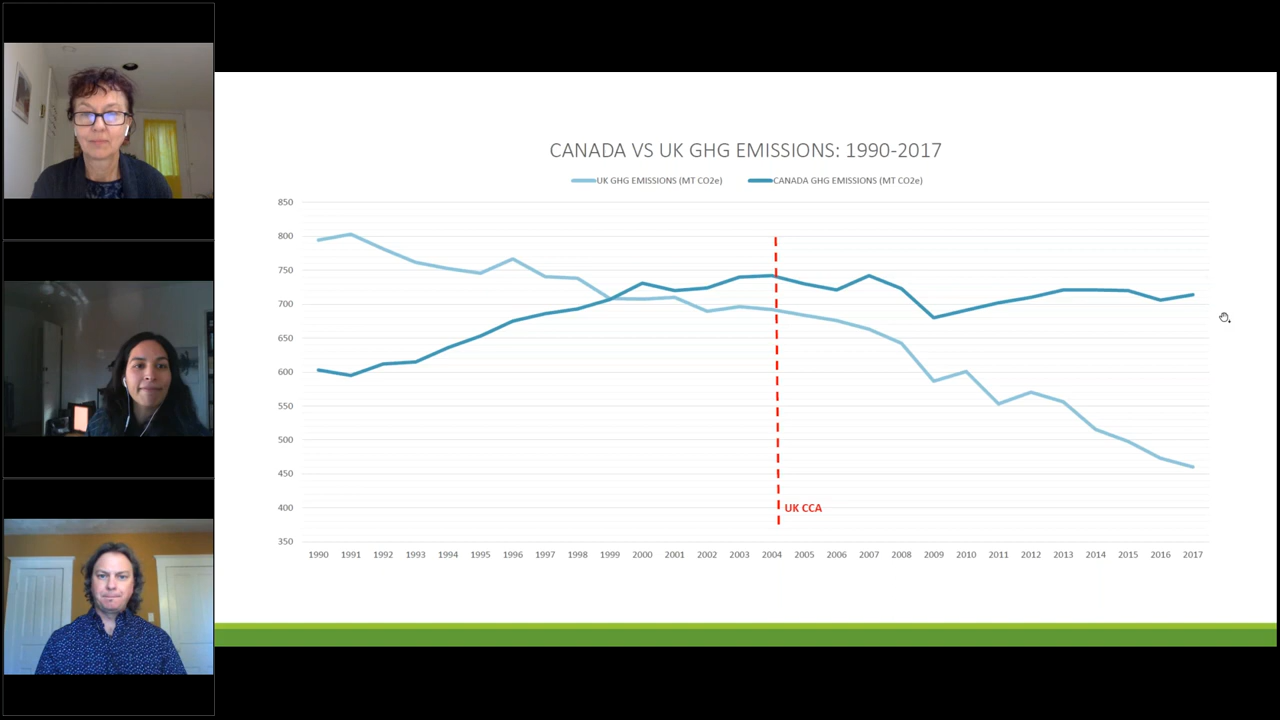 CANADA VS UK GHG EMISSIONS: 1990-2017
UK GHG EMISSIONS (MT CO2e) CANADA GHG EMISSIONS (MT CO2e)
850
800
750
700
650
600
550
500
450
400
350
UK CCA
1990 1991 1992 1993 1994 1995 1996 1997 1998 1999 2000 2001 2002 2003 2004 2005 2006 2007 2008 2009 2010 2011 2012 2013 2014 2015 2016 2017